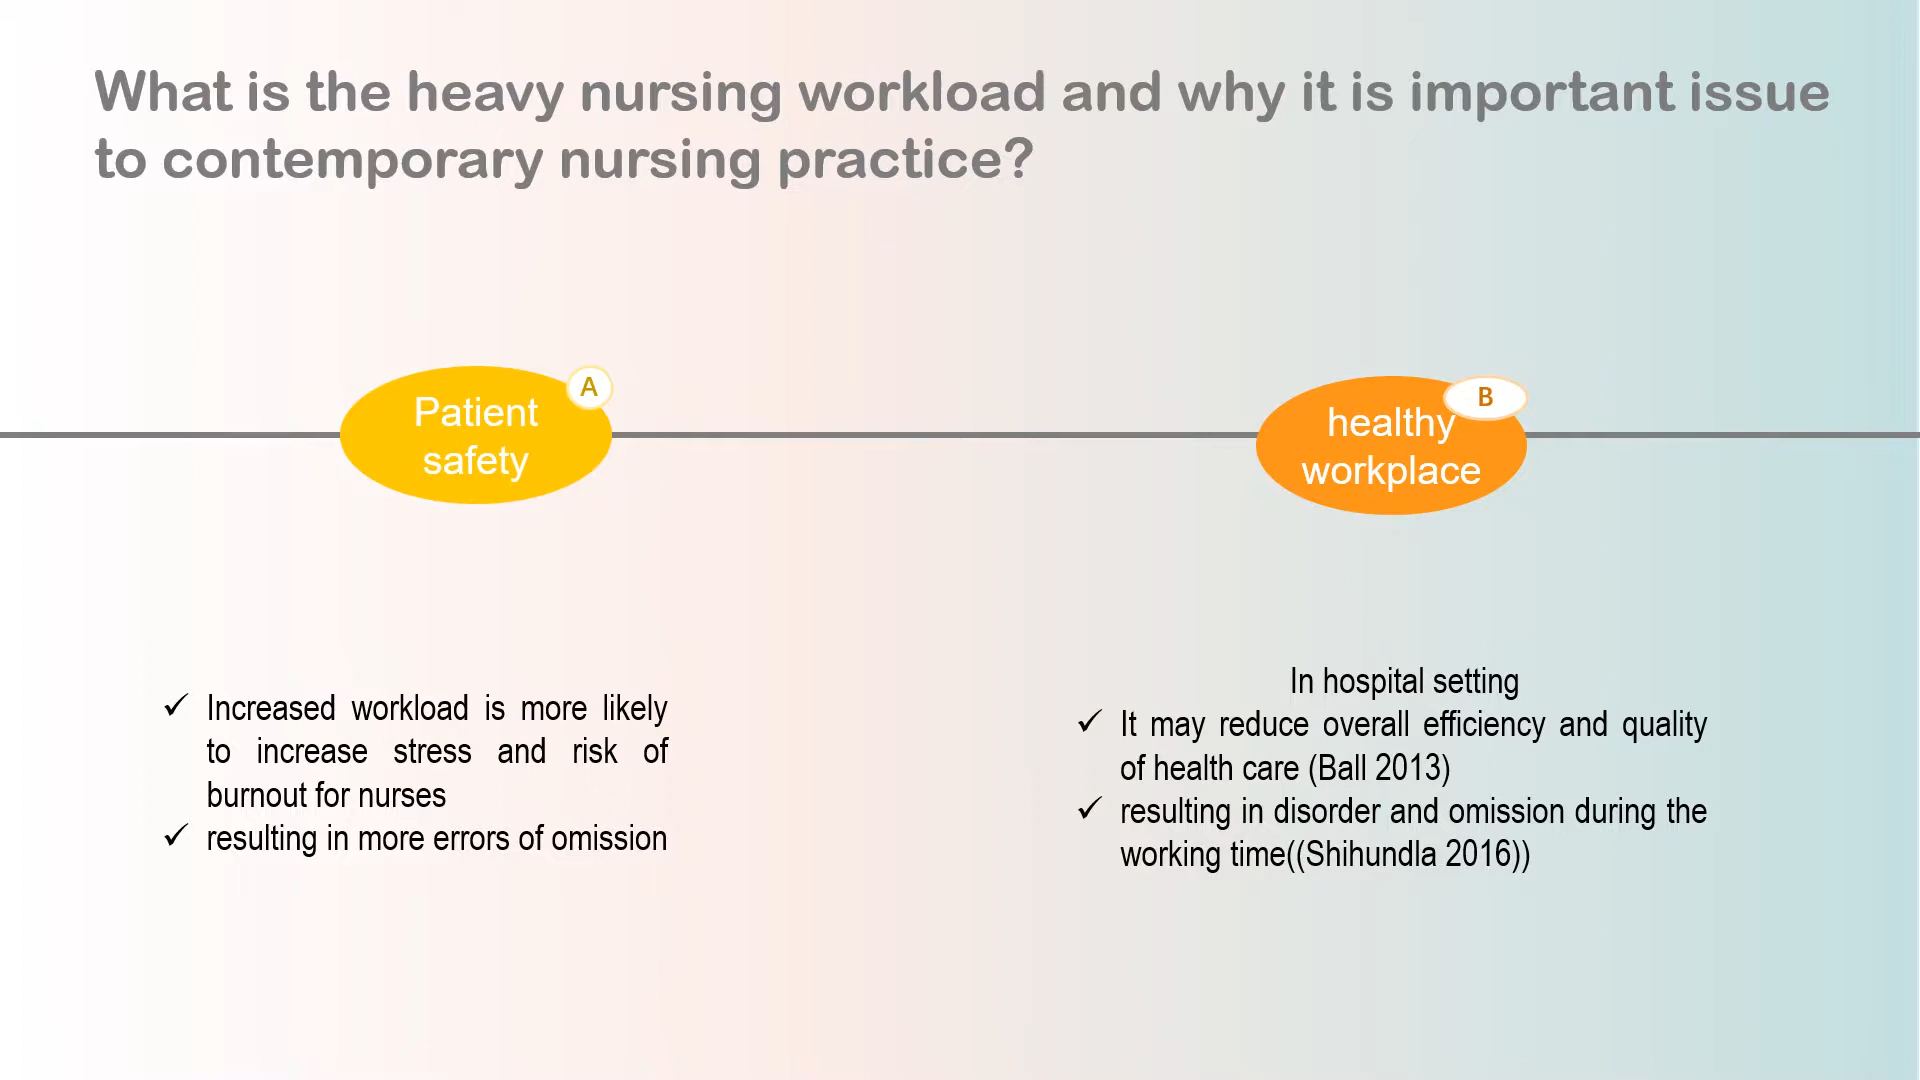 What is the heavy nursing workload and why it is important issue
to contemporary nursing practice?
A
Patient
safety
B
healthy
workplace
✓ Increased workload is more likely
to increase stress and risk of
burnout for nurses
✓ resulting in more errors of omission
In hospital setting
✓ It may reduce overall efficiency and quality
of health care (Ball 2013)
✓ resulting in disorder and omission during the
working time((Shihundla 2016))